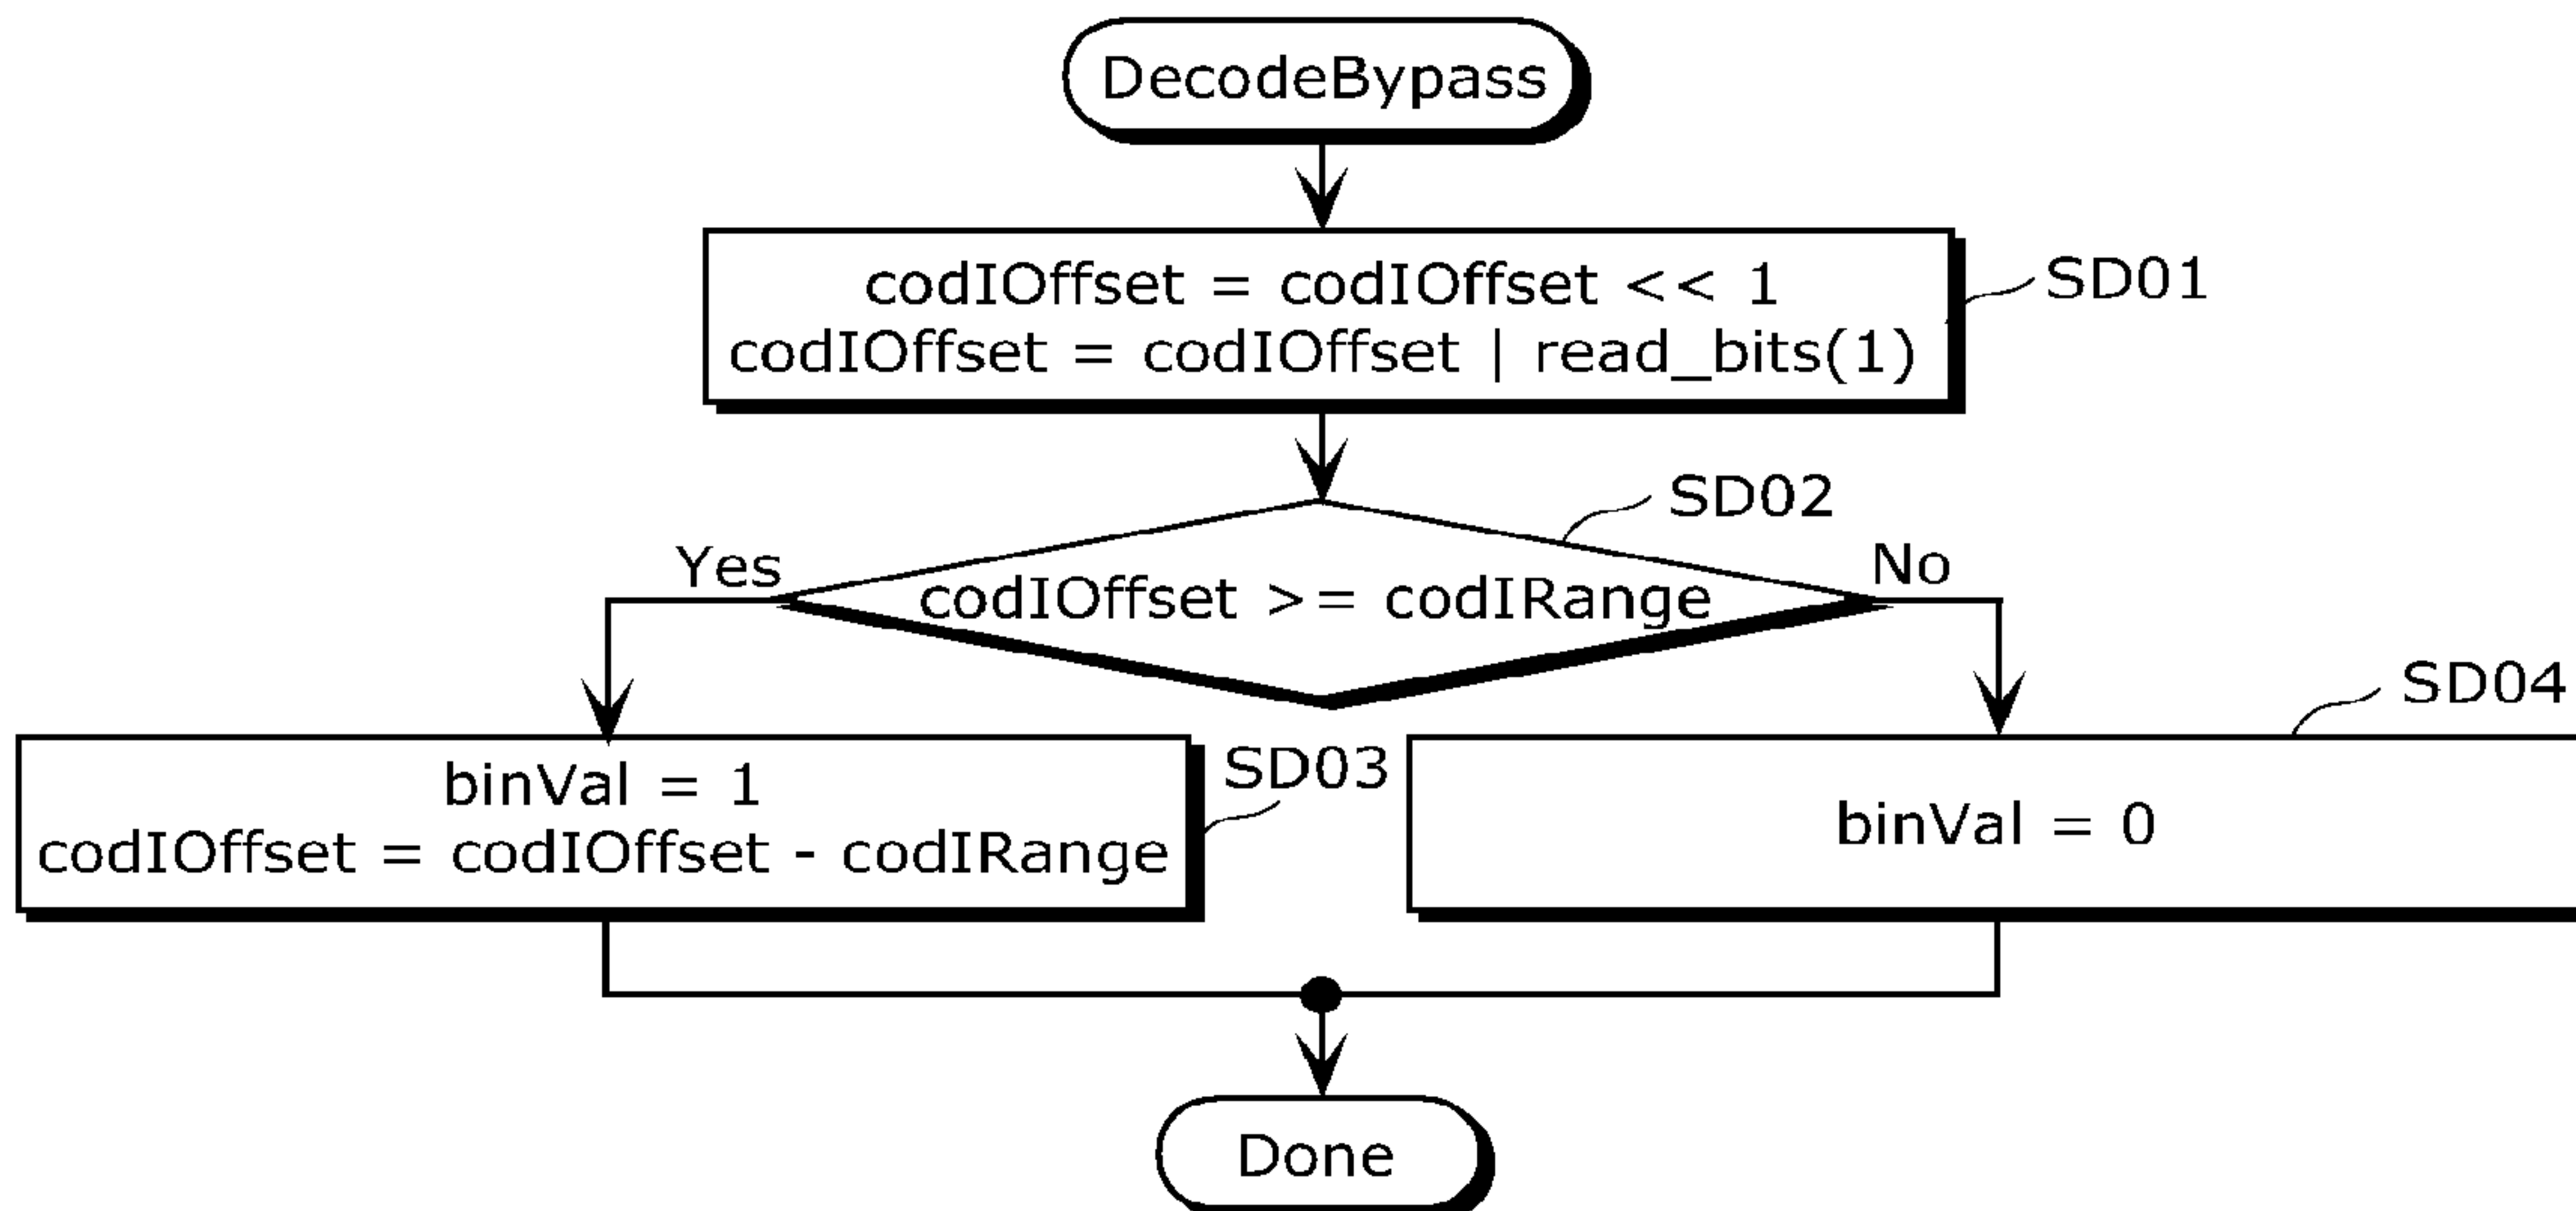 DecodeBypass
codIOffset = codIOffset << 1
codIOffset = codIOffset | read_bits(1)
SD01
SD02
Yes
codIOffset >= codIRange
No
SD04
binVal = 1
codIOffset = codIOffset - codIRange
SD03
binVal = 0
Done